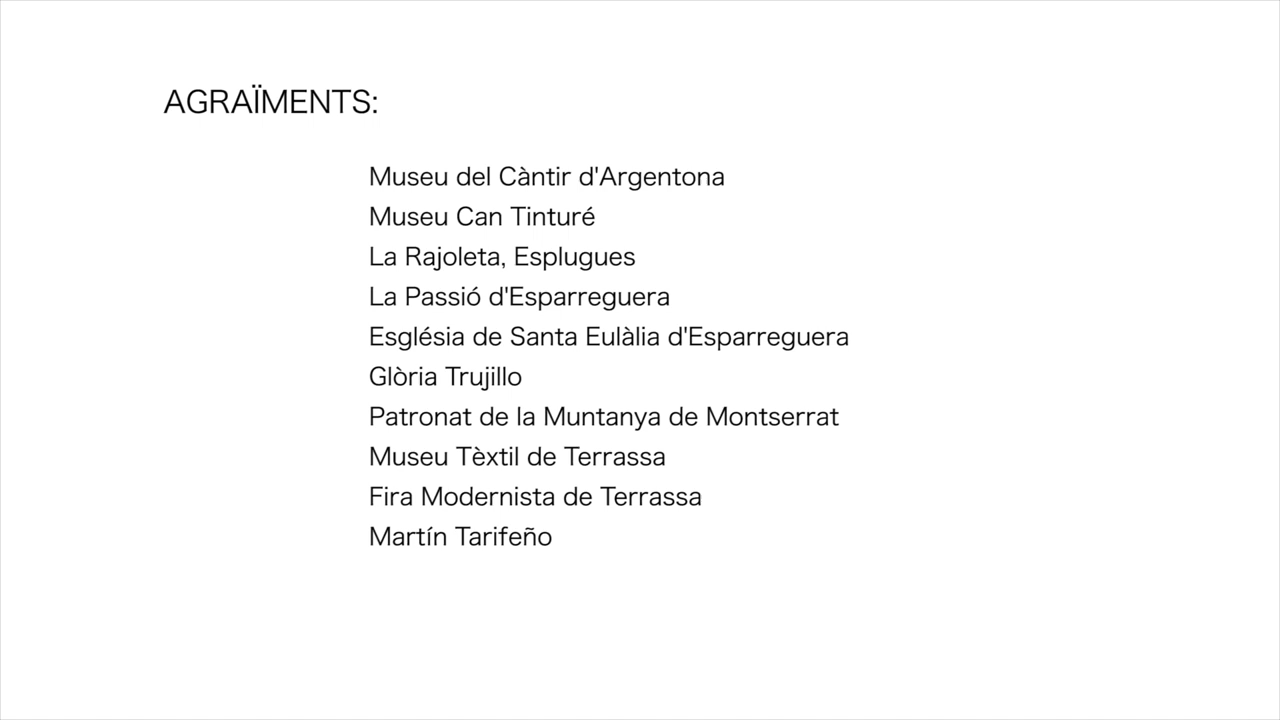 AGRAÏMENTS:
Museu del Càntir d'Argentona
Museu Can Tinturé
La Rajoleta, Esplugues
La Passió d'Esparreguera
Església de Santa Eulàlia d'Esparreguera
Glòria Trujillo
Patronat de la Muntanya de Montserrat
Museu Tèxtil de Terrassa
Fira Modernista de Terrassa
Martín Tarifeño